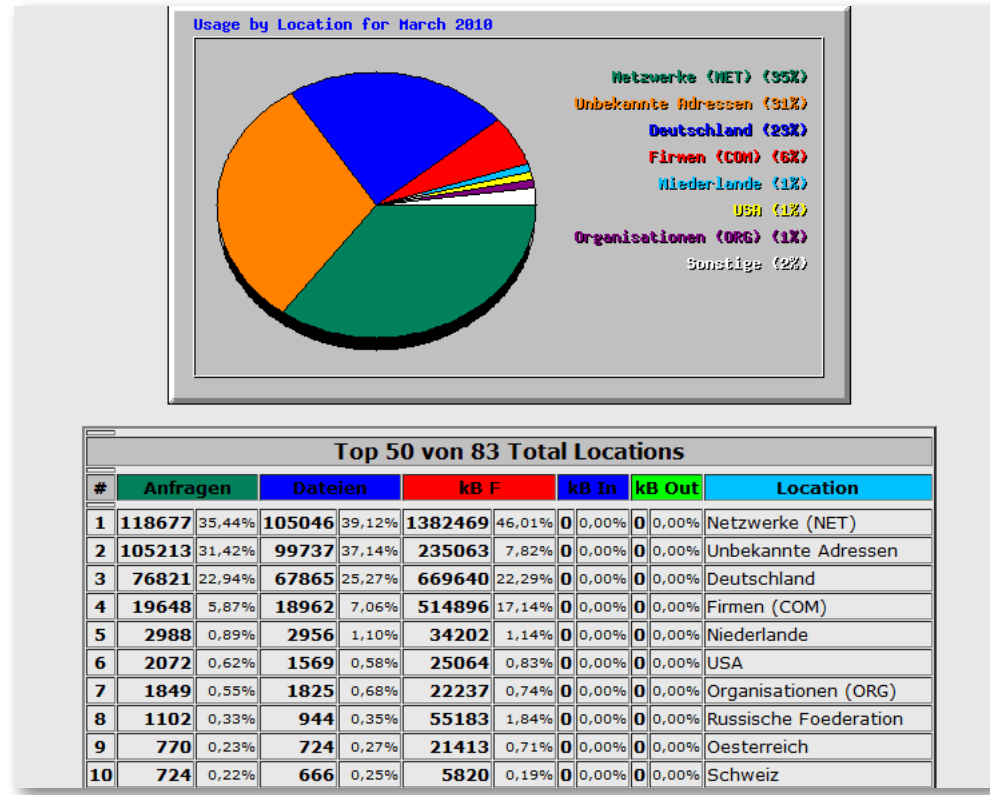 Usage by Location for March 2010
Netzwerke (NET) (35%)
Unbekannte Adressen (31%)
Deutschland (23%)
Firmen (COM) (6%)
Niederlande (1%)
USA (1%)
Organisationen (ORG) (1%)
Sonstige (2%)
Top 50 von 83 Total Locations
# Anfragen Dateien kB F kB In kB Out Location
1 118677 35,44% 105046 39,12% 1382469 46,01% 0 0,00% 0 0,00% Netzwerke (NET)
2 105213 31,42% 99737 37,14% 235063 7,82% 0 0,00% 0 0,00% Unbekannte Adressen
3 76821 22,94% 67865 25,27% 669640 22,29% 0 0,00% 0 0,00% Deutschland
4 19648 5,87% 18962 7,06% 514896 17,14% 0 0,00% 0 0,00% Firmen (COM)
5 2988 0,89% 2956 1,10% 34202 1,14% 0 0,00% 0 0,00% Niederlande
6 2072 0,62% 1569 0,58% 25064 0,83% 0 0,00% 0 0,00% USA
7 1849 0,55% 1825 0,68% 22237 0,74% 0 0,00% 0 0,00% Organisationen (ORG)
8 1102 0,33% 944 0,35% 55183 1,84% 0 0,00% 0 0,00% Russische Foederation
9 770 0,23% 724 0,27% 21413 0,71% 0 0,00% 0 0,00% Oesterreich
10 724 0,22% 666 0,25% 5820 0,19% 0 0,00% 0 0,00% Schweiz